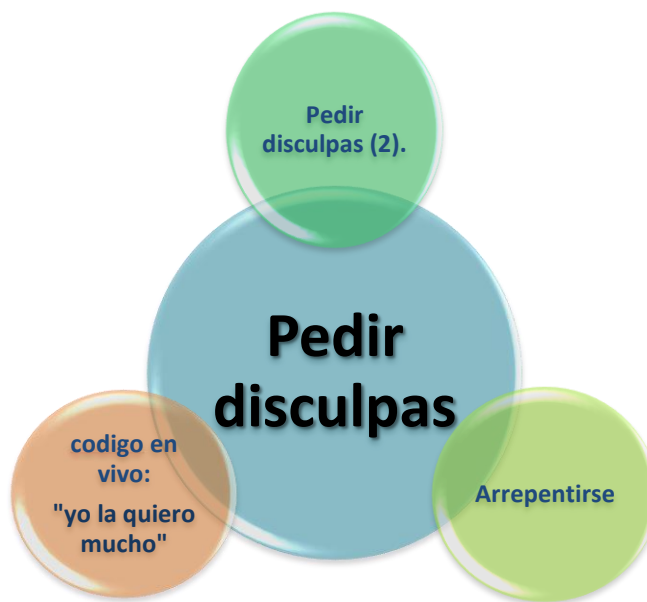 Pedir
disculpas (2).
Pedir
disculpas
codigo en
vivo:
"yo la quiero
mucho"
Arrepentirse